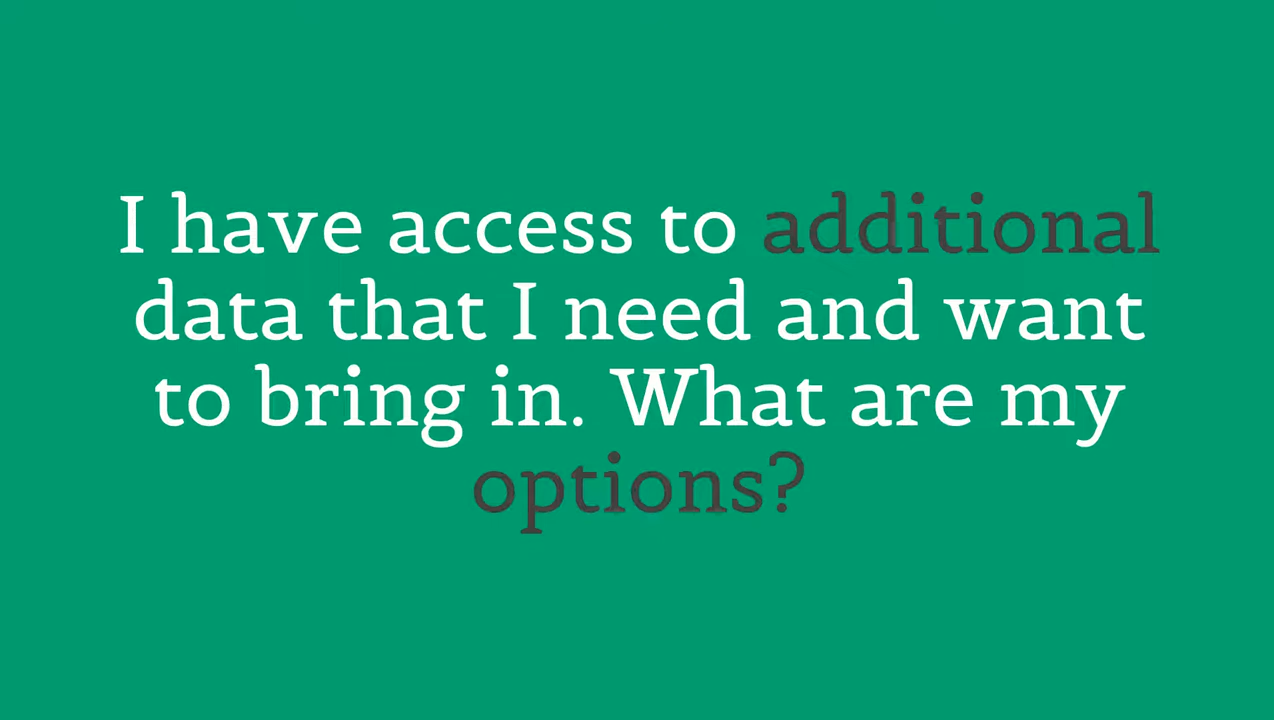 I have access to additional
data that I need and want
to bring in. What are my
options?